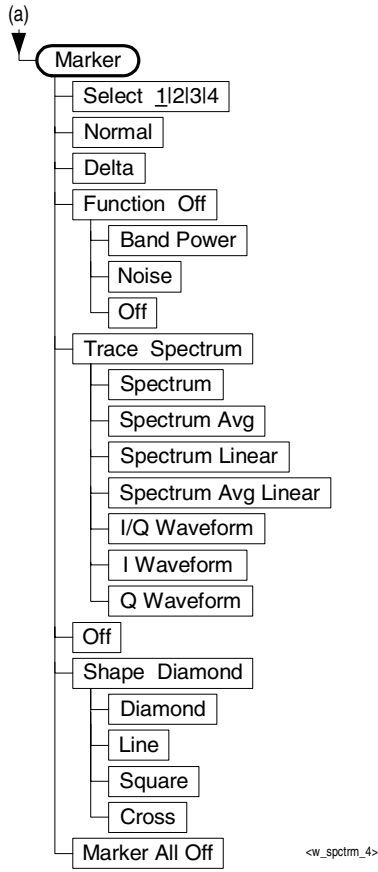 (a)
Marker
Select 1|2|3|4
Normal
Delta
Function Off
Band Power
Noise
Off
Trace Spectrum
Spectrum
Spectrum Avg
Spectrum Linear
Spectrum Avg Linear
I/Q Waveform
I Waveform
Q Waveform
Off
Shape Diamond
Diamond
Line
Square
Cross
Marker All Off
<w_spctrm_4>